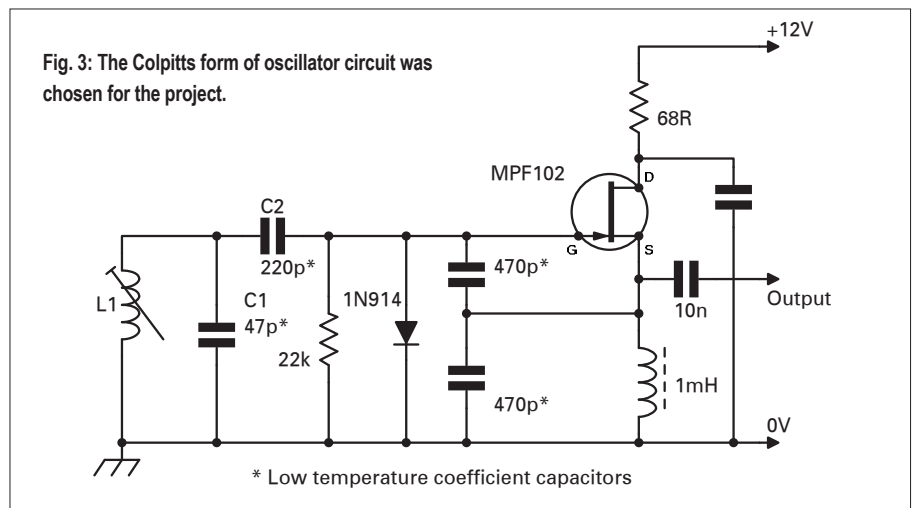 Fig. 3: The Colpitts form of oscillator circuit was
chosen for the project.
+12V
68R
MPF102
D
G
S
C2
220p*
470p*
10n
Output
L1
C1
47p*
1N914
22k
470p*
1mH
0V
* Low temperature coefficient capacitors